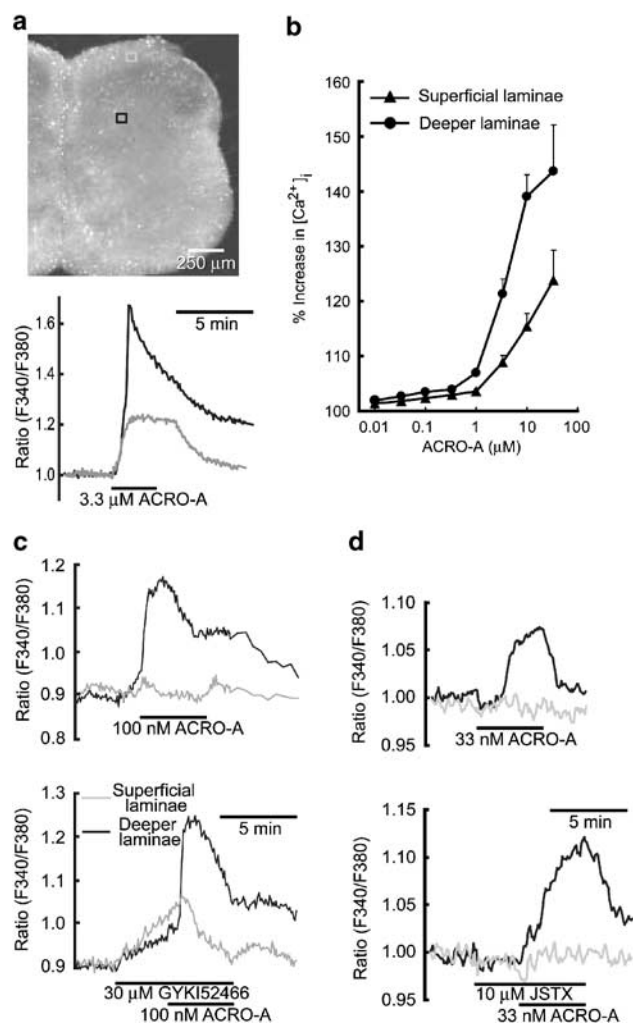 a
250 μm
5 min
Ratio (F340/F380)
1.6
1.4
1.2
1.0
3.3 μM ACRO-A
b
160
150
140
130
120
110
100
% Increase in [Ca2+]i
Superficial laminae
Deeper laminae
0.01
0.1
1
10
100
ACRO-A (μM)
c
Ratio (F340/F380)
1.2
1.1
1.0
0.9
0.8
100 nM ACRO-A
Ratio (F340/F380)
1.3
1.2
1.1
1.0
0.9
Superficial
laminae
Deeper
laminae
5 min
30 μM GYKI52466
100 nM ACRO-A
d
Ratio (F340/F380)
1.10
1.05
1.00
0.95
33 nM ACRO-A
Ratio (F340/F380)
1.15
1.10
1.05
1.00
0.95
5 min
10 μM JSTX
33 nM ACRO-A